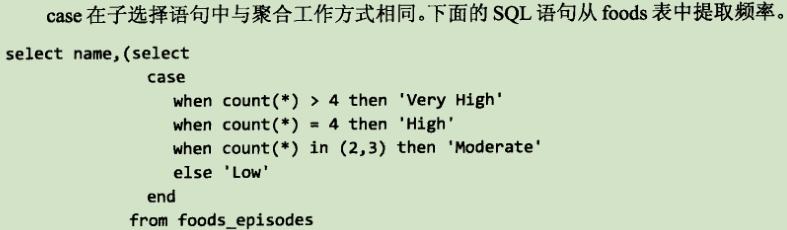 case 在子选择语句中与聚合工作方式相同。下面的 SQL 语句从 foods 表中提取频率。
select name,(select
case
when count(*) > 4 then 'Very High'
when count(*) = 4 then 'High'
when count(*) in (2,3) then 'Moderate'
else 'Low'
end
from foods_episodes